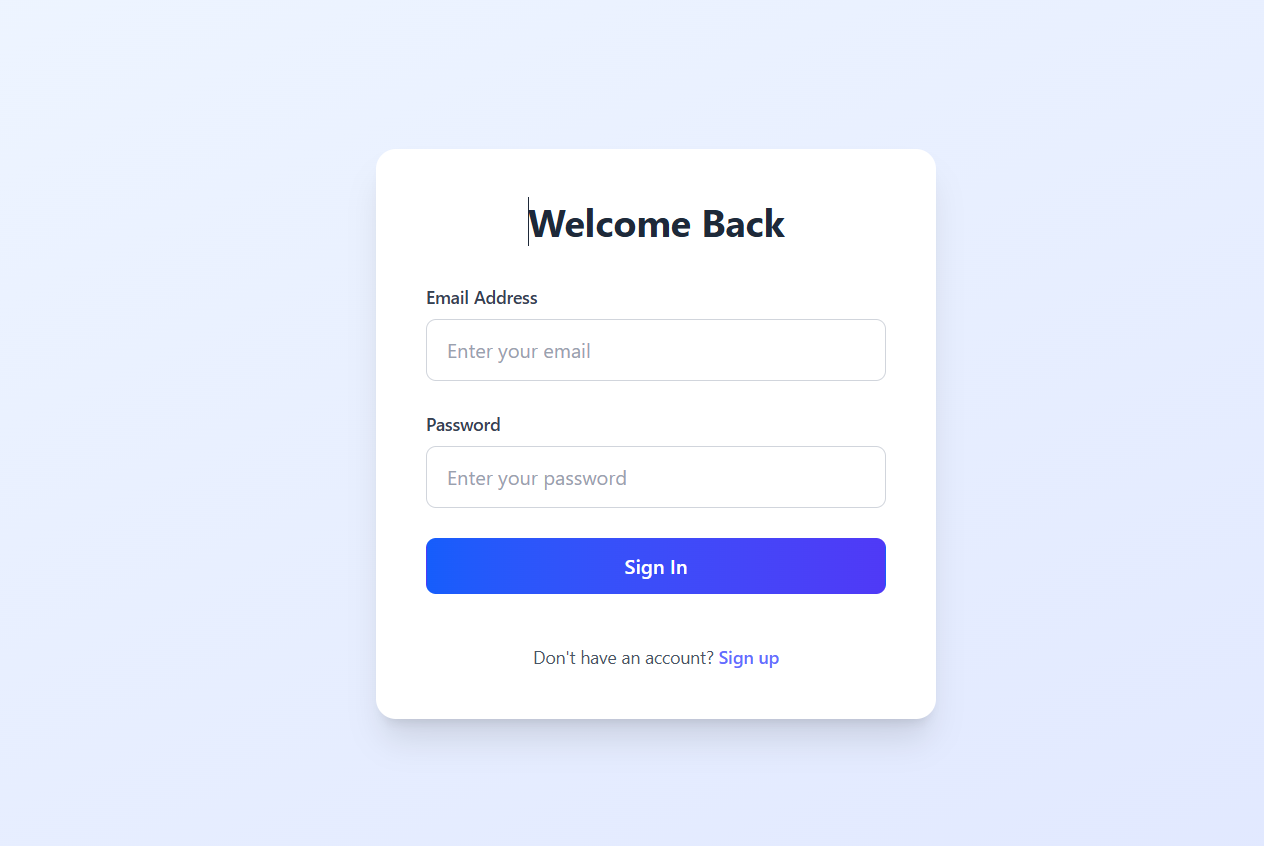 Welcome Back
Email Address
Enter your email
Password
Enter your password
Sign In
Don't have an account? Sign up